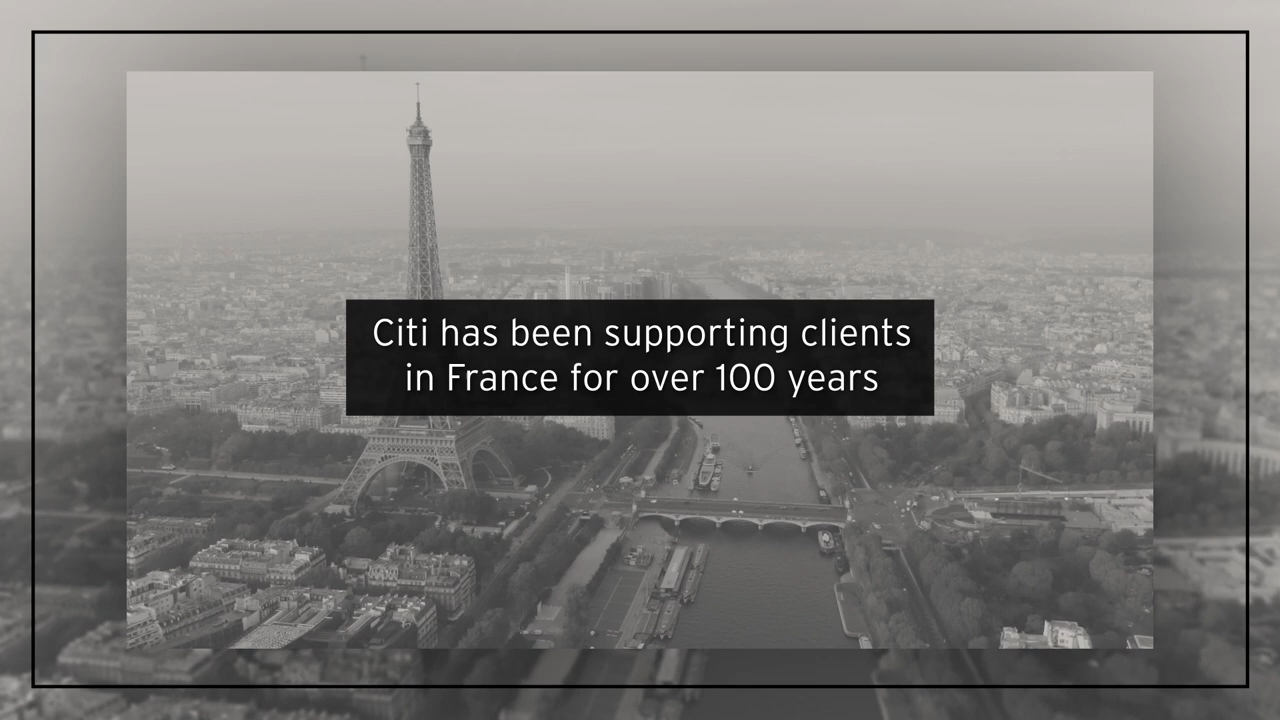 Citi has been supporting clients
in France for over 100 years